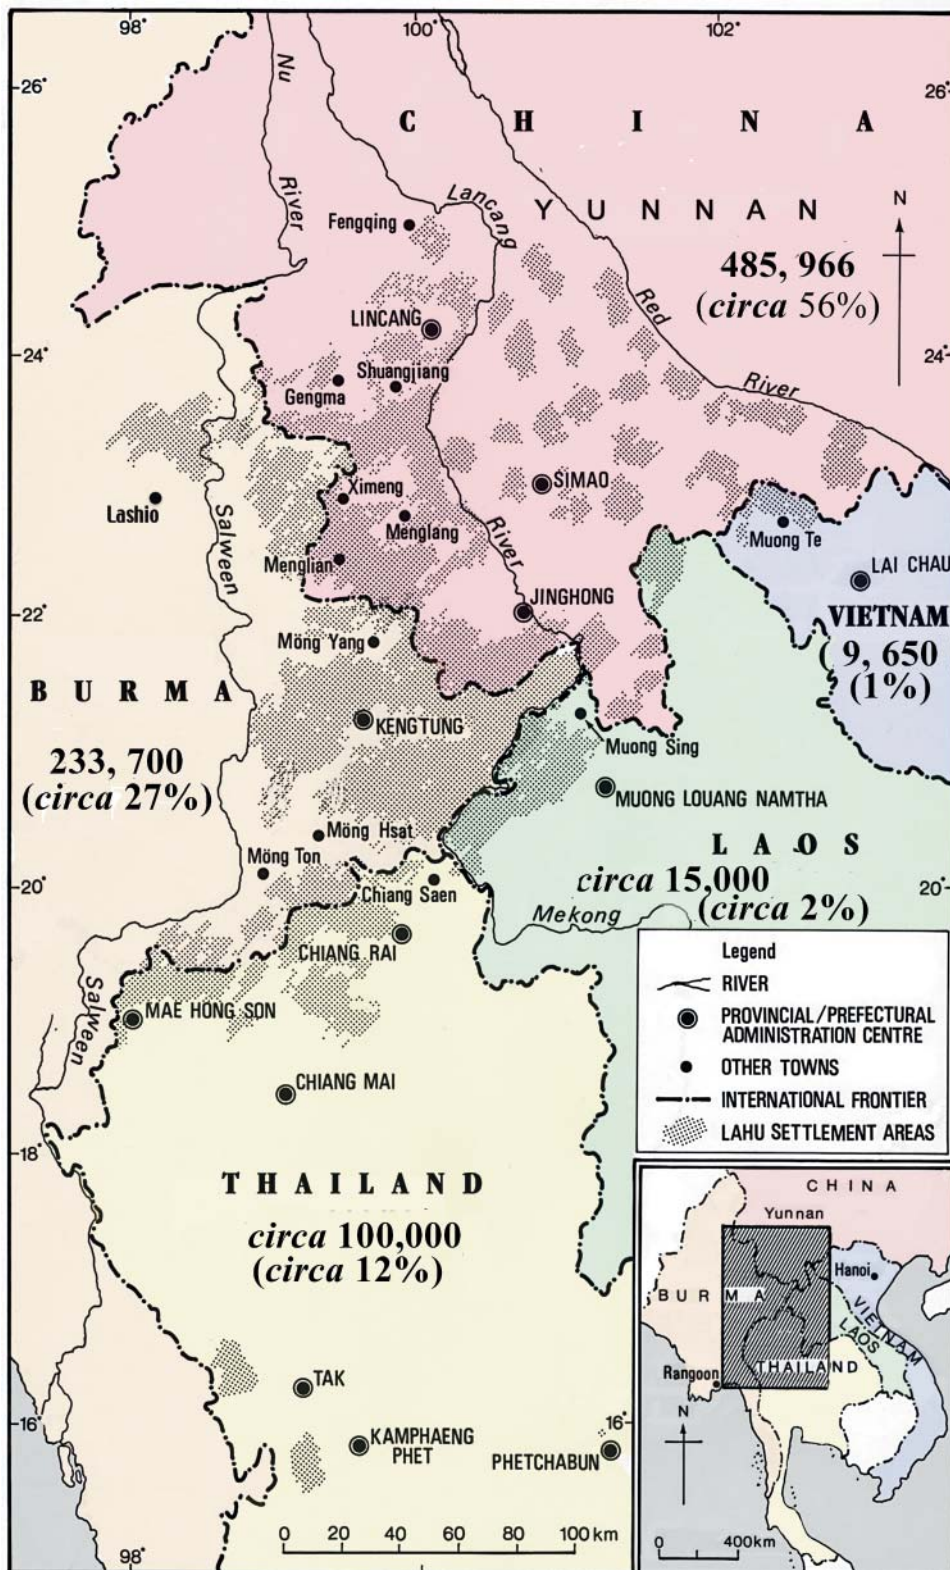 98°
100°
102°
26°
26°
Nu
River
C H I N A
Lancang
Y U N N A N
N
Fengqing
485, 966
(circa 56%)
Red
River
LINCANG
24°
24°
Shuangjiang
Gengma
Ximeng
SIMAO
Lashio
Salween
Menglang
River
Muong Te
Menglian
LAI CHAU
JINGHONG
22°
VIETNAM
Möng Yang
9, 650
(1%)
B U R M A
KENGTUNG
Muong Sing
233, 700
(circa 27%)
MUONG LOUANG NAMTHA
Möng Hsat
L A O S
Möng Ton
20°
20°
Chiang Saen
circa 15,000
(circa 2%)
Mekong
CHIANG RAI
Salween
MAE HONG SON
CHIANG MAI
Legend
RIVER
PROVINCIAL/PREFECTURAL
ADMINISTRATION CENTRE
OTHER TOWNS
INTERNATIONAL FRONTIER
LAHU SETTLEMENT AREAS
18°
T H A I L A N D
circa 100,000
(circa 12%)
TAK
16°
16°
KAMPHAENG
PHET
PHETCHABUN
0 20 40 60 80 100 km
98°
CHINA
Yunnan
Hanoi
BURMA
VIETNAM
LAOS
THAILAND
Rangoon
N
0 400km